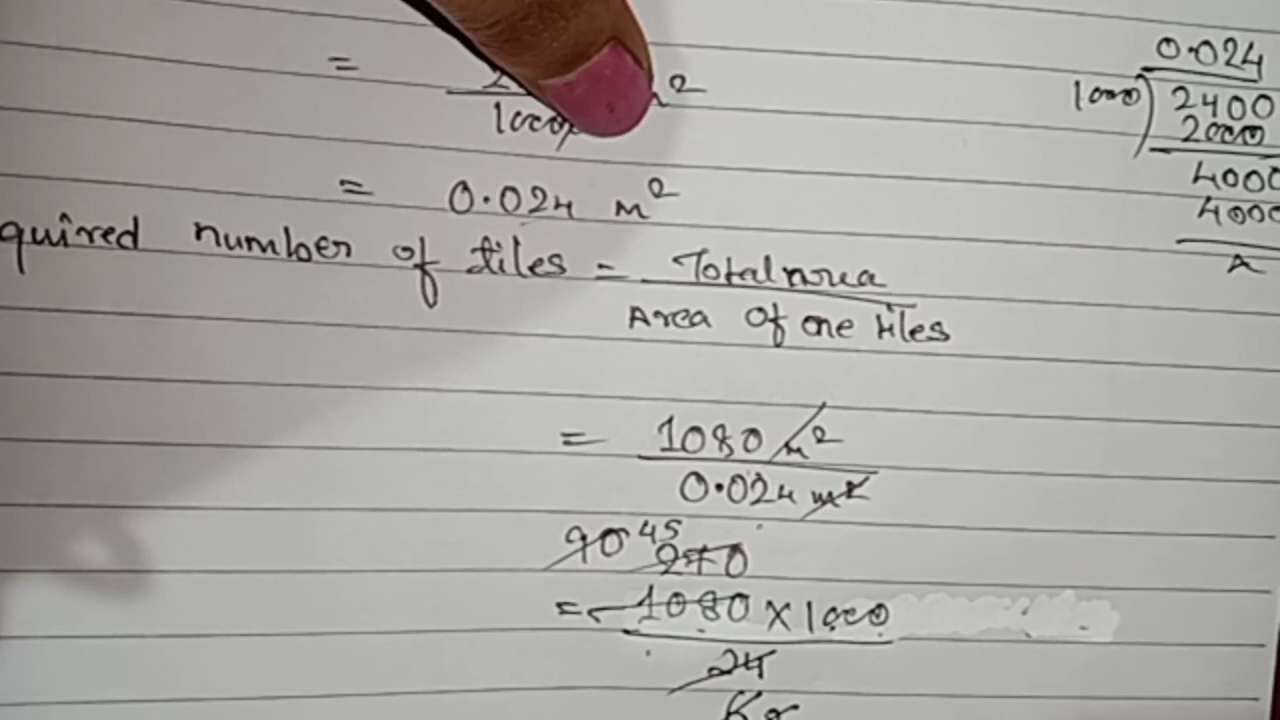 =
1000
2
= 0.024 m²
quired number of tiles = Total area
Area of one tiles
= 1080 m²
0.024 m²
90 45
270
= 1080 × 1000
24
0.024
1000 ) 2400
2000
4000
4000